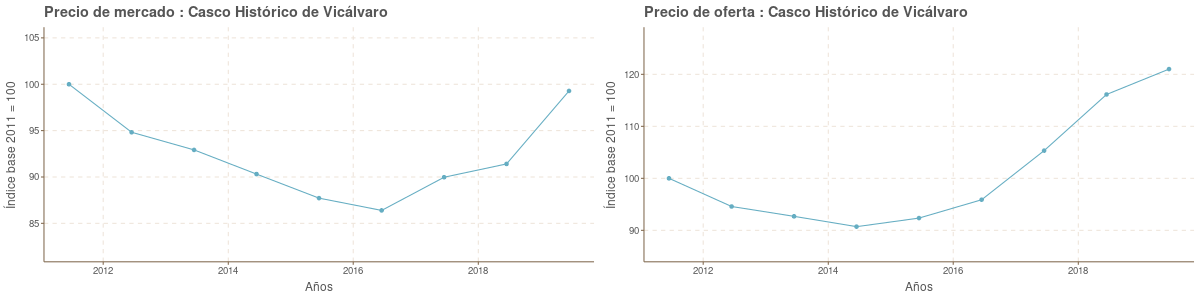 Precio de mercado : Casco Histórico de Vicálvaro
Índice base 2011 = 100
105
100
95
90
85
2012
2014
2016
2018
Años
Precio de oferta : Casco Histórico de Vicálvaro
Índice base 2011 = 100
120
110
100
90
2012
2014
2016
2018
Años